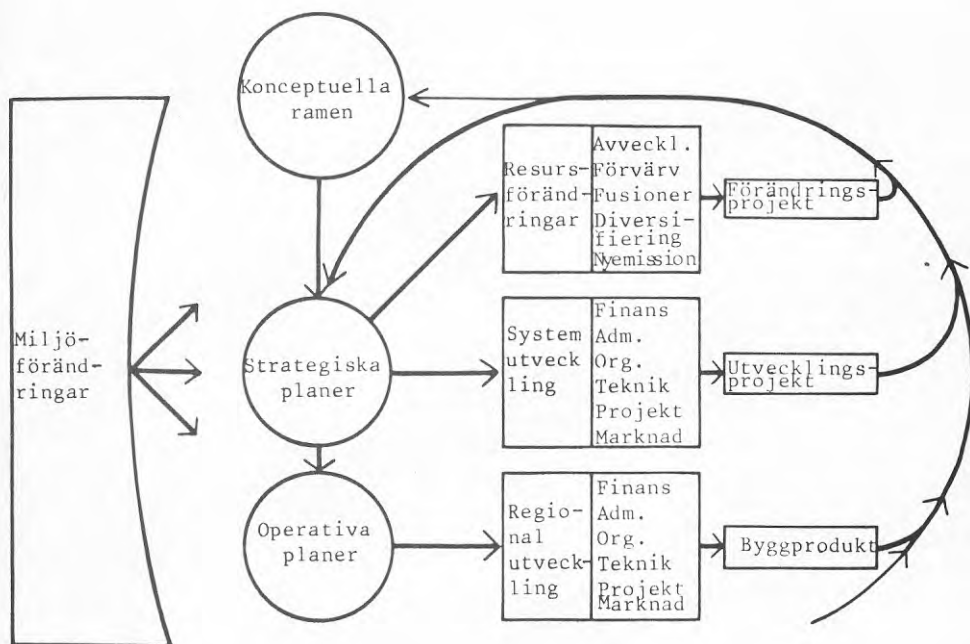 Konceptuella
ramen
Miljö-
föränd-
ringar
Strategiska
planer
Operativa
planer
Resurs-
föränd-
ringar
Avveckl.
Förvärv
Fusioner
Diversi-
fiering
Nyemission
Förändrings-
projekt
System
utveck
ling
Finans
Adm.
Org.
Teknik
Projekt
Marknad
Utvecklings-
projekt
Regio-
nal
utveck-
ling
Finans
Adm.
Org.
Teknik
Projekt
Marknad
Byggprodukt